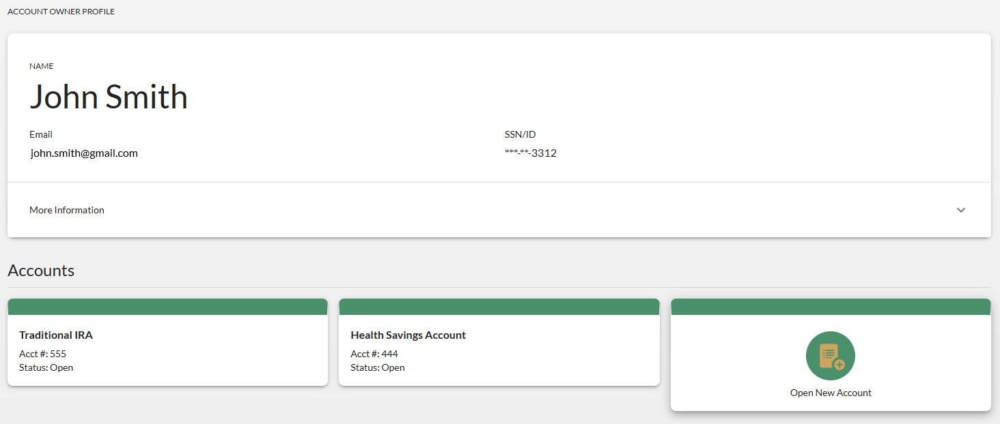 ACCOUNT OWNER PROFILE
NAME
John Smith
Email
SSN/ID
john.smith@gmail.com
***-**-3312
More Information
Accounts
Traditional IRA
Acct #: 555
Status: Open
Health Savings Account
Acct #: 444
Status: Open
Open New Account